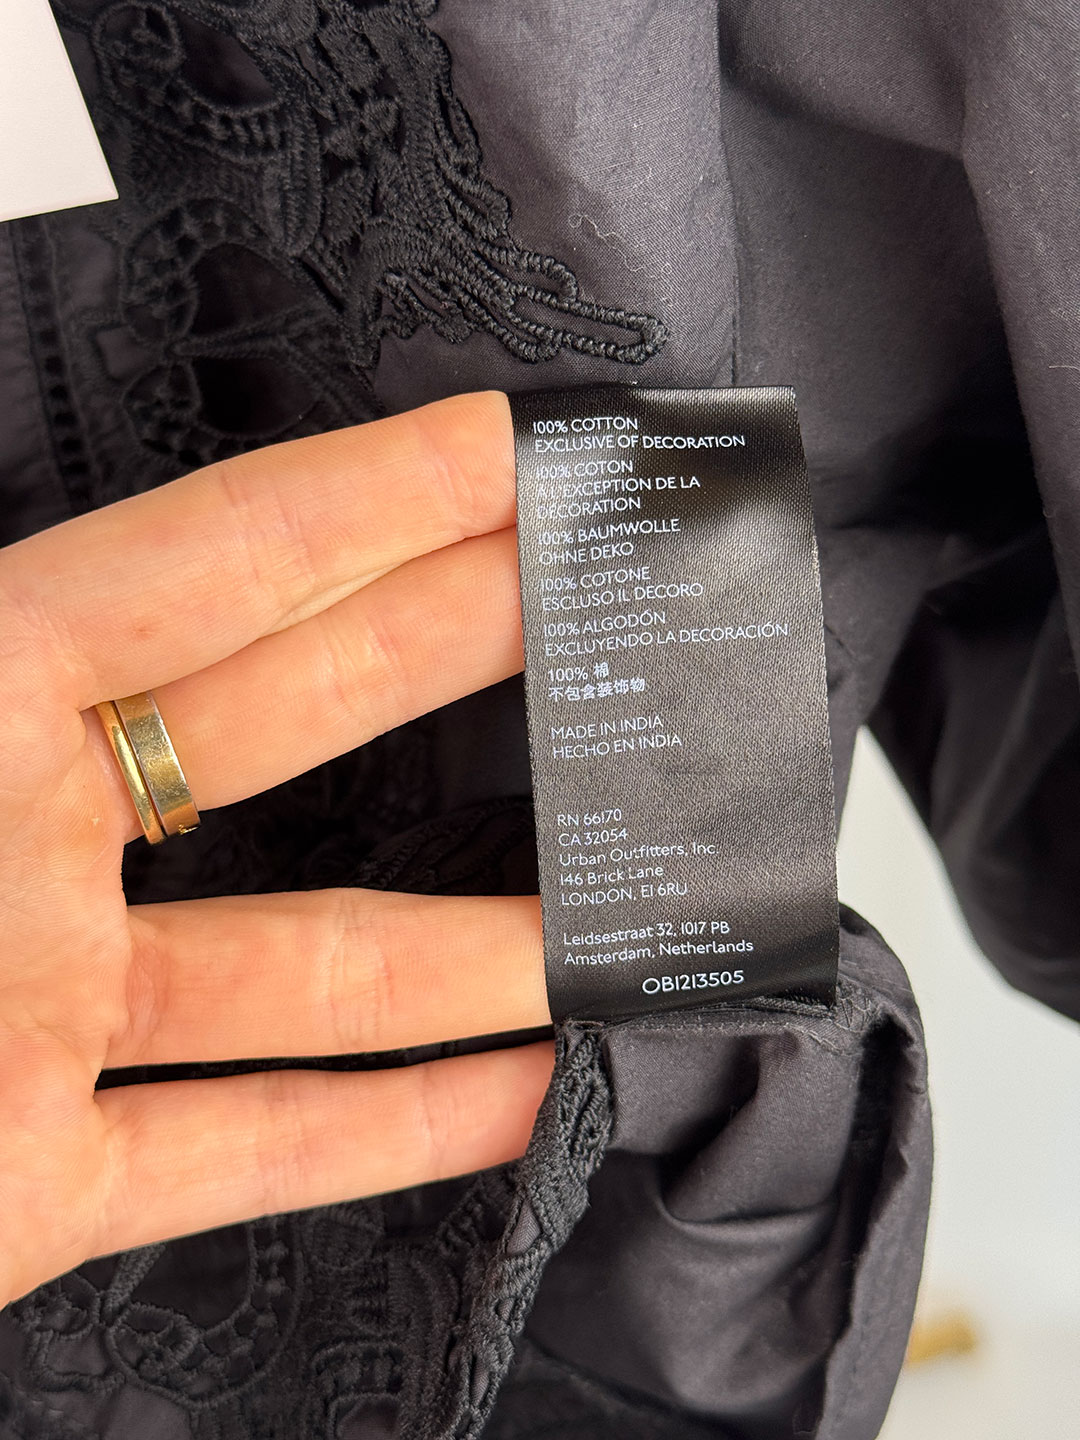 100% COTTON
EXCLUSIVE OF DECORATION
100% COTON
A L'EXCEPTION DE LA
DECORATION
100% BAUMWOLLE
OHNE DEKO
100% COTONE
ESCLUSO IL DECORO
100% ALGODÓN
EXCLUYENDO LA DECORACIÓN
100% 棉
不包含装饰物
MADE IN INDIA
HECHO EN INDIA
RN 66170
CA 32054
Urban Outfitters, Inc.
146 Brick Lane
LONDON, E1 6RU
Leidsestraat 32, 1017 PB
Amsterdam, Netherlands
OB1213505